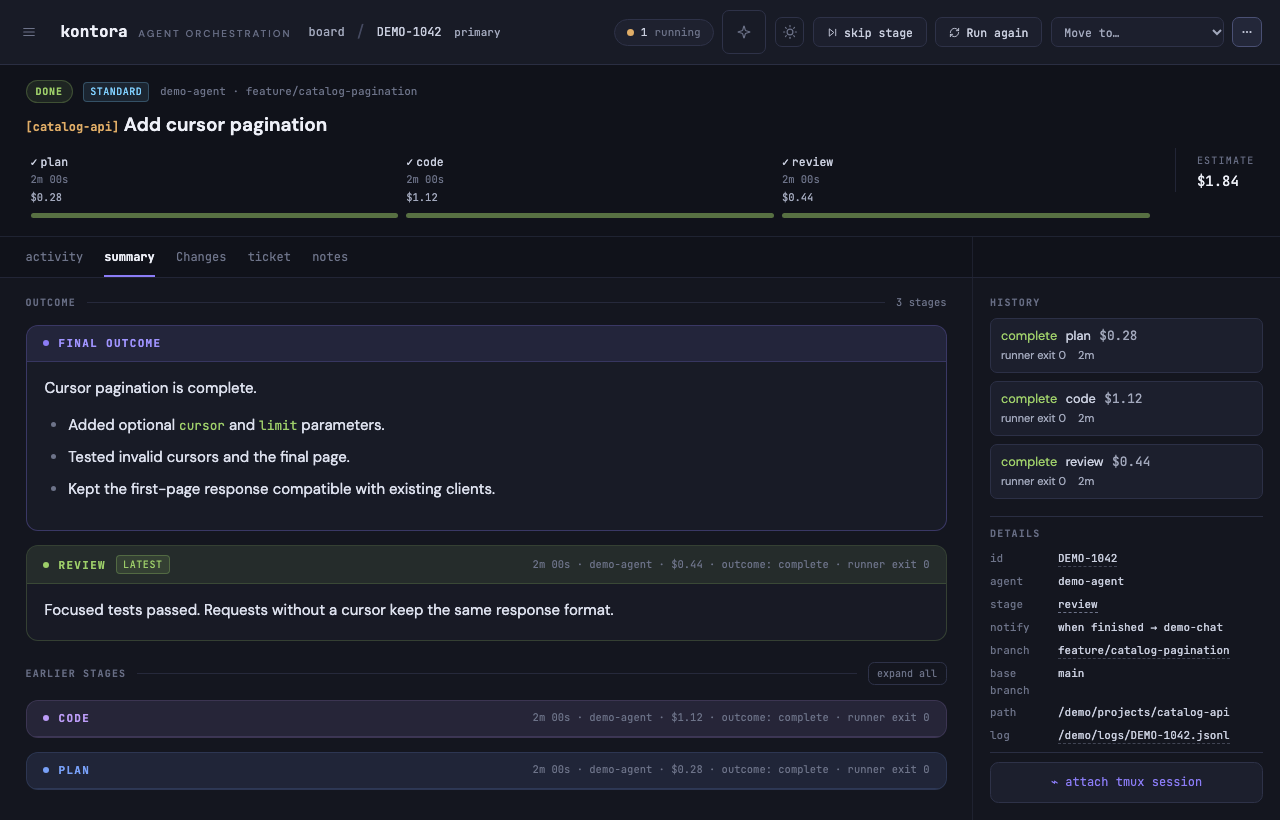 kontora AGENT ORCHESTRATION board / DEMO-1042 primary 1 running skip stage Run again Move to… ⋯
DONE STANDARD demo-agent · feature/catalog-pagination
[catalog-api] Add cursor pagination
✓ plan
2m 00s
$0.28
✓ code
2m 00s
$1.12
✓ review
2m 00s
$0.44
ESTIMATE
$1.84
activity summary Changes ticket notes
OUTCOME 3 stages
FINAL OUTCOME
Cursor pagination is complete.
• Added optional cursor and limit parameters.
• Tested invalid cursors and the final page.
• Kept the first-page response compatible with existing clients.
REVIEW LATEST 2m 00s · demo-agent · $0.44 · outcome: complete · runner exit 0
Focused tests passed. Requests without a cursor keep the same response format.
EARLIER STAGES expand all
CODE 2m 00s · demo-agent · $1.12 · outcome: complete · runner exit 0
PLAN 2m 00s · demo-agent · $0.28 · outcome: complete · runner exit 0
HISTORY
complete plan $0.28
runner exit 0 2m
complete code $1.12
runner exit 0 2m
complete review $0.44
runner exit 0 2m
DETAILS
id DEMO-1042
agent demo-agent
stage review
notify when finished → demo-chat
branch feature/catalog-pagination
base branch main
path /demo/projects/catalog-api
log /demo/logs/DEMO-1042.jsonl
⌁ attach tmux session